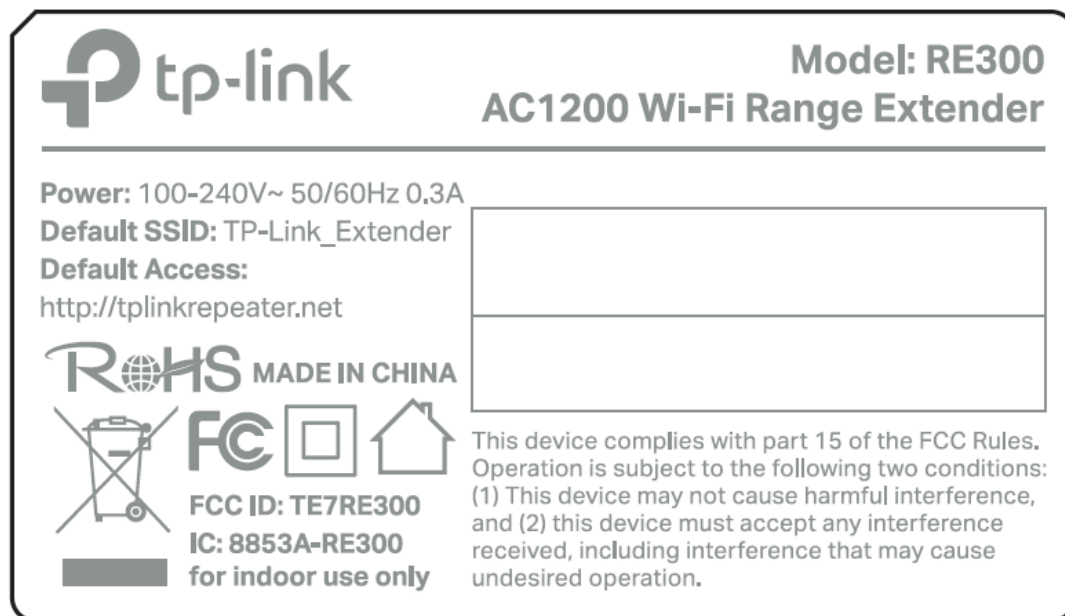 tp-link
Model: RE300
AC1200 Wi-Fi Range Extender
Power: 100-240V~ 50/60Hz 0.3A
Default SSID: TP-Link_Extender
Default Access:
http://tplinkrepeater.net
RoHS MADE IN CHINA
FC
FCC ID: TE7RE300
IC: 8853A-RE300
for indoor use only
This device complies with part 15 of the FCC Rules.
Operation is subject to the following two conditions:
(1) This device may not cause harmful interference,
and (2) this device must accept any interference
received, including interference that may cause
undesired operation.